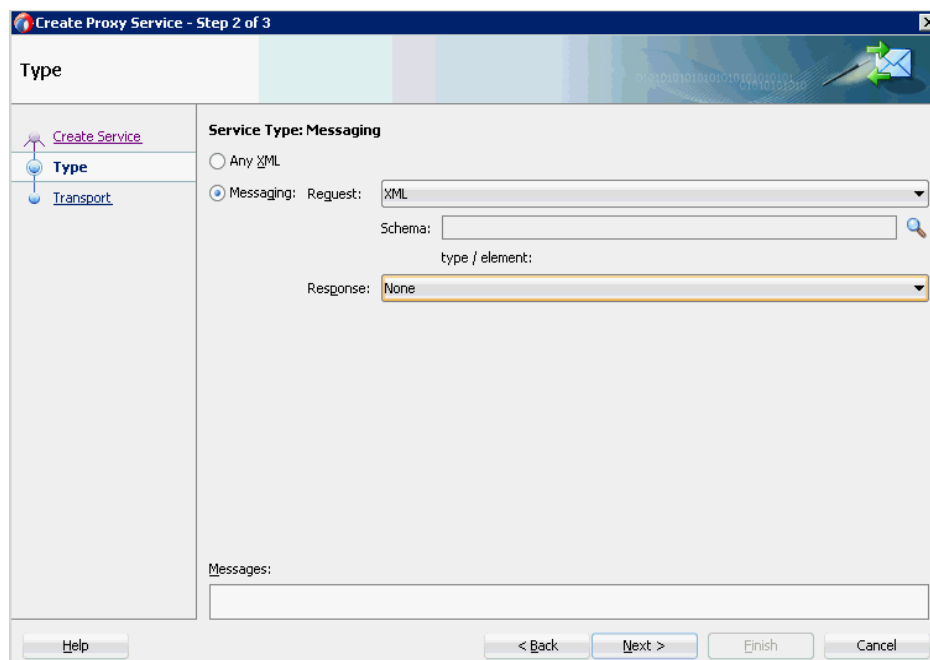 Create Proxy Service - Step 2 of 3
Type
Create Service
Type
Transport
Service Type: Messaging
Any XML
Messaging: Request: XML
Schema:
type / element:
Response: None
Messages:
Help < Back Next > Finish Cancel